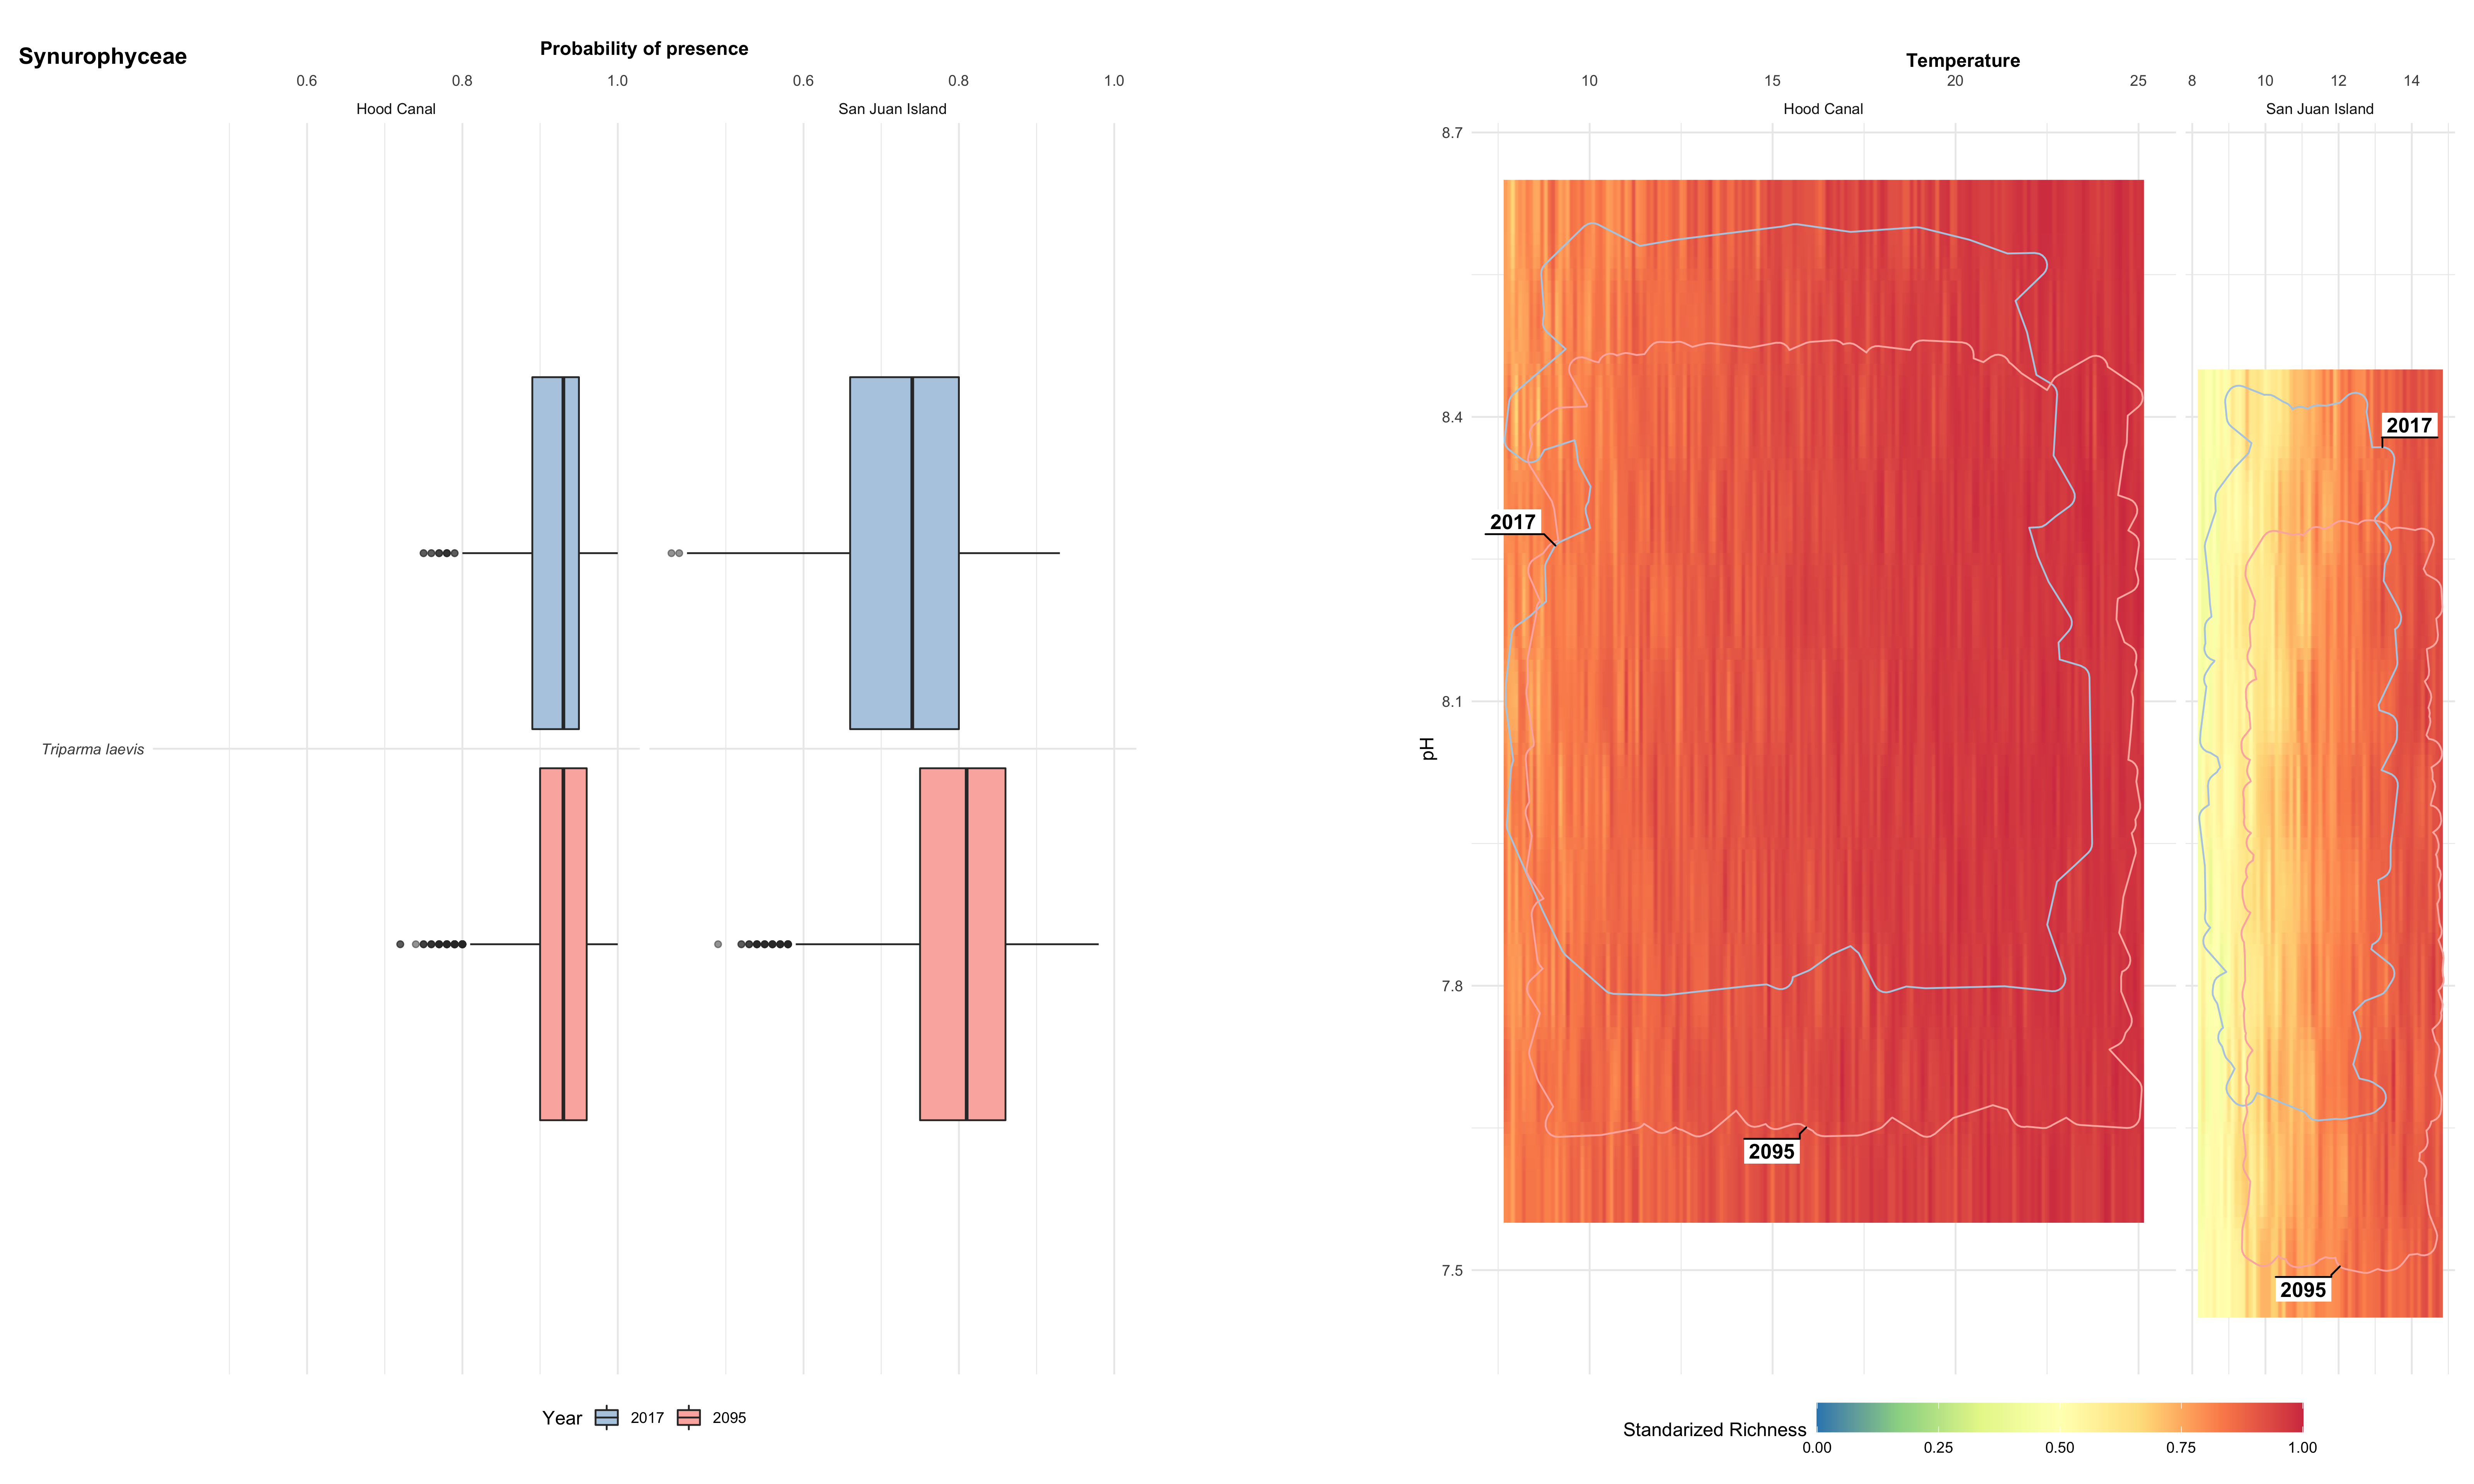 Synurophyceae
Probability of presence
0.6 0.8 1.0 0.6 0.8 1.0
Hood Canal San Juan Island
Triparma laevis
Year 2017 2095
Temperature
10 15 20 25 8 10 12 14
Hood Canal San Juan Island
8.7
8.4
8.1
7.8
7.5
pH
2017
2017
2095
2095
Standarized Richness
0.00 0.25 0.50 0.75 1.00